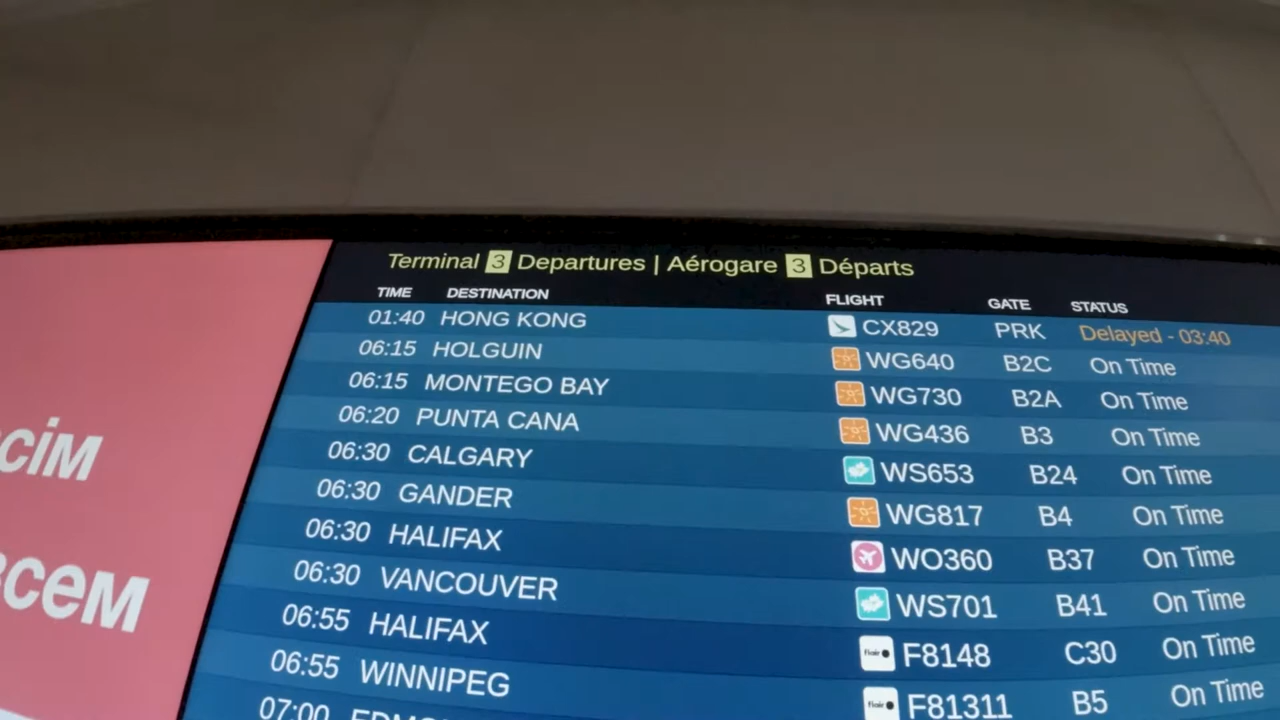 Terminal 3 Departures | Aérogare 3 Départs
TIME DESTINATION FLIGHT GATE STATUS
01:40 HONG KONG CX829 PRK Delayed - 03:40
06:15 HOLGUIN WG640 B2C On Time
06:15 MONTEGO BAY WG730 B2A On Time
06:20 PUNTA CANA WG436 B3 On Time
06:30 CALGARY WS653 B24 On Time
06:30 GANDER WG817 B4 On Time
06:30 HALIFAX WO360 B37 On Time
06:30 VANCOUVER WS701 B41 On Time
06:55 HALIFAX flair F8148 C30 On Time
06:55 WINNIPEG flair F81311 B5 On Time
07:00